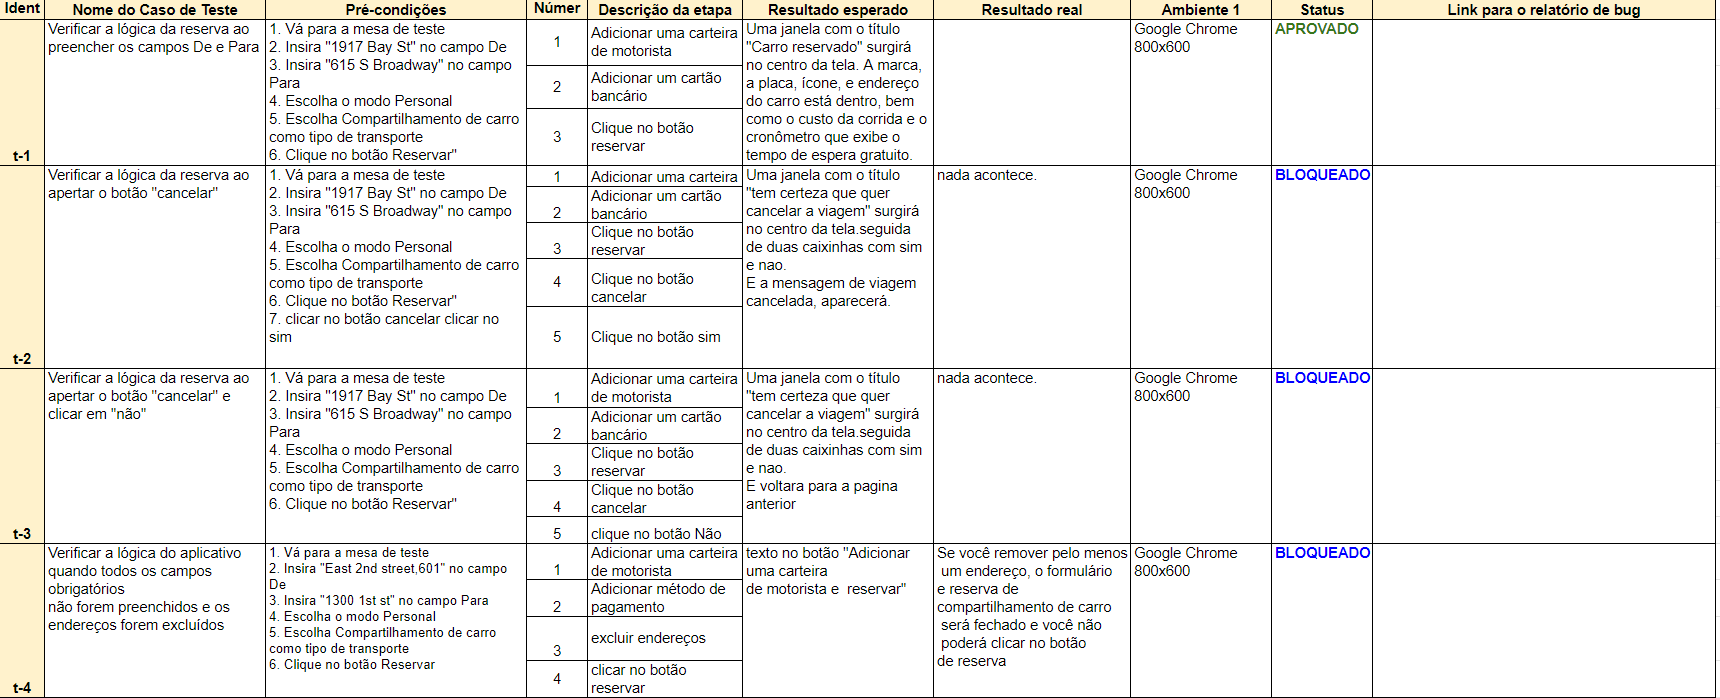 Ident
Nome do Caso de Teste
Pré-condições
Númer
Descrição da etapa
Resultado esperado
Resultado real
Ambiente 1
Status
Link para o relatório de bug
t-1
Verificar a lógica da reserva ao
preencher os campos De e Para
1. Vá para a mesa de teste
2. Insira "1917 Bay St" no campo De
3. Insira "615 S Broadway" no campo
Para
4. Escolha o modo Personal
5. Escolha Compartilhamento de carro
como tipo de transporte
6. Clique no botão Reservar"
1
Adicionar uma carteira
de motorista
2
Adicionar um cartão
bancário
3
Clique no botão
reservar
Uma janela com o título
"Carro reservado" surgirá
no centro da tela. A marca,
a placa, ícone, e endereço
do carro está dentro, bem
como o custo da corrida e o
cronômetro que exibe o
tempo de espera gratuito.
Google Chrome
800x600
APROVADO
t-2
Verificar a lógica da reserva ao
apertar o botão "cancelar"
1. Vá para a mesa de teste
2. Insira "1917 Bay St" no campo De
3. Insira "615 S Broadway" no campo
Para
4. Escolha o modo Personal
5. Escolha Compartilhamento de carro
como tipo de transporte
6. Clique no botão Reservar"
7. clicar no botão cancelar clicar no
sim
1
Adicionar uma carteira
2
Adicionar um cartão
bancário
3
Clique no botão
reservar
4
Clique no botão
cancelar
5
Clique no botão sim
Uma janela com o título
"tem certeza que quer
cancelar a viagem" surgirá
no centro da tela.seguida
de duas caixinhas com sim
e nao.
E a mensagem de viagem
cancelada, aparecerá.
nada acontece.
Google Chrome
800x600
BLOQUEADO
t-3
Verificar a lógica da reserva ao
apertar o botão "cancelar" e
clicar em "não"
1. Vá para a mesa de teste
2. Insira "1917 Bay St" no campo De
3. Insira "615 S Broadway" no campo
Para
4. Escolha o modo Personal
5. Escolha Compartilhamento de carro
como tipo de transporte
6. Clique no botão Reservar"
1
Adicionar uma carteira
de motorista
2
Adicionar um cartão
bancário
3
Clique no botão
reservar
4
Clique no botão
cancelar
5
clique no botão Não
Uma janela com o título
"tem certeza que quer
cancelar a viagem" surgirá
no centro da tela.seguida
de duas caixinhas com sim
e nao.
E voltara para a pagina
anterior
nada acontece.
Google Chrome
800x600
BLOQUEADO
t-4
Verificar a lógica do aplicativo
quando todos os campos
obrigatórios
não forem preenchidos e os
endereços forem excluídos
1. Vá para a mesa de teste
2. Insira "East 2nd street,601" no campo
De
3. Insira "1300 1st st" no campo Para
4. Escolha o modo Personal
5. Escolha Compartilhamento de carro
como tipo de transporte
6. Clique no botão Reservar
1
Adicionar uma carteira
de motorista
2
Adicionar método de
pagamento
3
excluir endereços
4
clicar no botão
reservar
texto no botão "Adicionar
uma carteira
de motorista e  reservar"
Se você remover pelo menos
um endereço, o formulário
e reserva de
compartilhamento de carro
será fechado e você não
poderá clicar no botão
de reserva
Google Chrome
800x600
BLOQUEADO